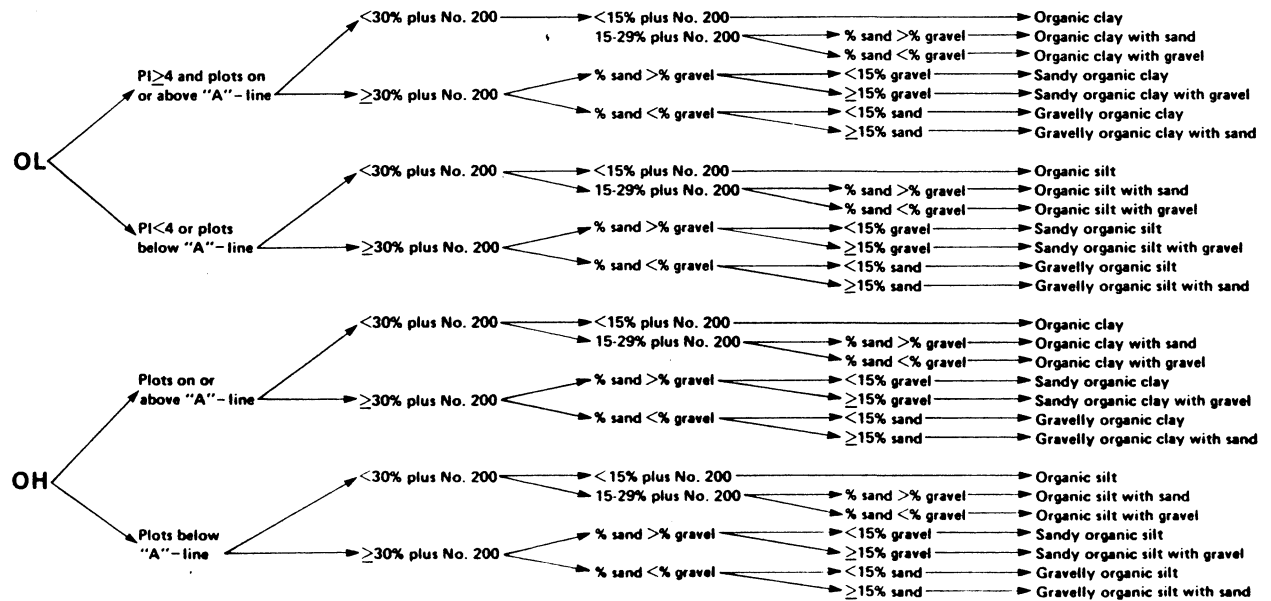 <30% plus No. 200 <15% plus No. 200 Organic clay
15-29% plus No. 200 % sand >% gravel Organic clay with sand
% sand <% gravel Organic clay with gravel
PI≥4 and plots on
or above "A"-line
≥30% plus No. 200 % sand >% gravel <15% gravel Sandy organic clay
≥15% gravel Sandy organic clay with gravel
% sand <% gravel <15% sand Gravelly organic clay
≥15% sand Gravelly organic clay with sand
OL
<30% plus No. 200 <15% plus No. 200 Organic silt
15-29% plus No. 200 % sand >% gravel Organic silt with sand
% sand <% gravel Organic silt with gravel
PI<4 or plots
below "A"-line
≥30% plus No. 200 % sand >% gravel <15% gravel Sandy organic silt
≥15% gravel Sandy organic silt with gravel
% sand <% gravel <15% sand Gravelly organic silt
≥15% sand Gravelly organic silt with sand
<30% plus No. 200 <15% plus No. 200 Organic clay
15-29% plus No. 200 % sand >% gravel Organic clay with sand
% sand <% gravel Organic clay with gravel
Plots on or
above "A"-line
≥30% plus No. 200 % sand >% gravel <15% gravel Sandy organic clay
≥15% gravel Sandy organic clay with gravel
% sand <% gravel <15% sand Gravelly organic clay
≥15% sand Gravelly organic clay with sand
OH
<30% plus No. 200 <15% plus No. 200 Organic silt
15-29% plus No. 200 % sand >% gravel Organic silt with sand
% sand <% gravel Organic silt with gravel
Plots below
"A"-line
≥30% plus No. 200 % sand >% gravel <15% gravel Sandy organic silt
≥15% gravel Sandy organic silt with gravel
% sand <% gravel <15% sand Gravelly organic silt
≥15% sand Gravelly organic silt with sand